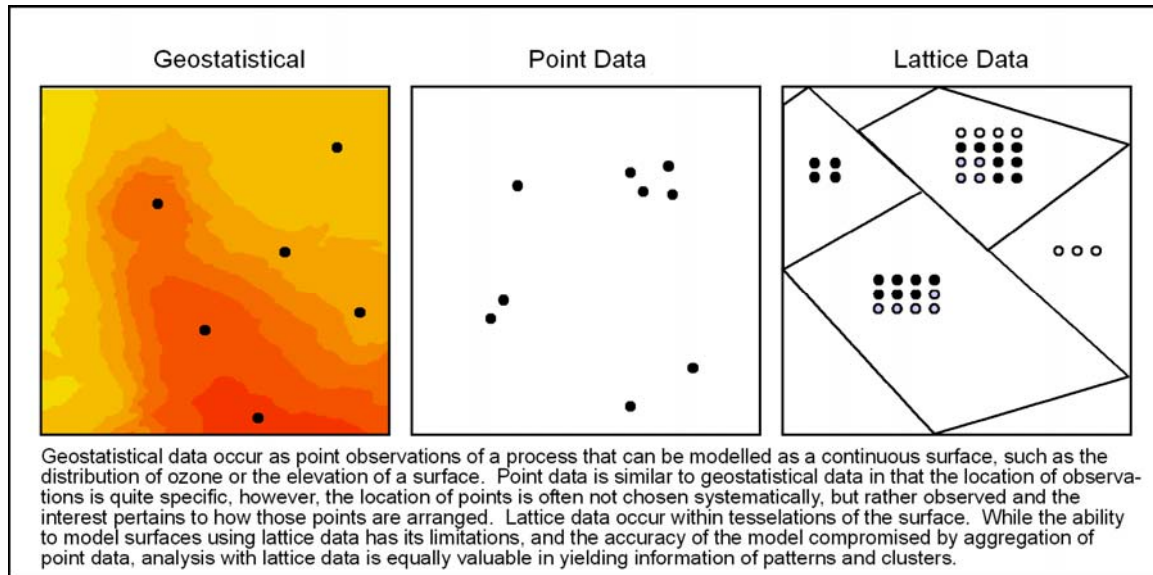 Geostatistical
Point Data
Lattice Data
Geostatistical data occur as point observations of a process that can be modelled as a continuous surface, such as the
distribution of ozone or the elevation of a surface. Point data is similar to geostatistical data in that the location of observa-
tions is quite specific, however, the location of points is often not chosen systematically, but rather observed and the
interest pertains to how those points are arranged. Lattice data occur within tesselations of the surface. While the ability
to model surfaces using lattice data has its limitations, and the accuracy of the model compromised by aggregation of
point data, analysis with lattice data is equally valuable in yielding information of patterns and clusters.